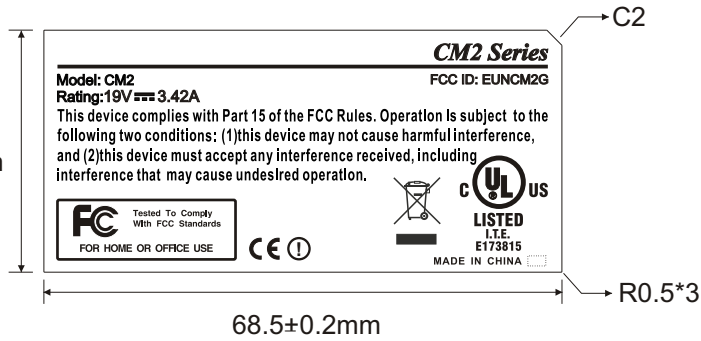 C2
CM2 Series
Model: CM2
FCC ID: EUNCM2G
Rating:19V 3.42A
This device complies with Part 15 of the FCC Rules. Operation is subject to the
following two conditions: (1)this device may not cause harmful interference,
and (2)this device must accept any interference received, including
interference that may cause undesired operation.
FC
Tested To Comply
With FCC Standards
FOR HOME OR OFFICE USE
CE
C UL US
LISTED
I.T.E.
E173815
MADE IN CHINA
R0.5*3
68.5±0.2mm